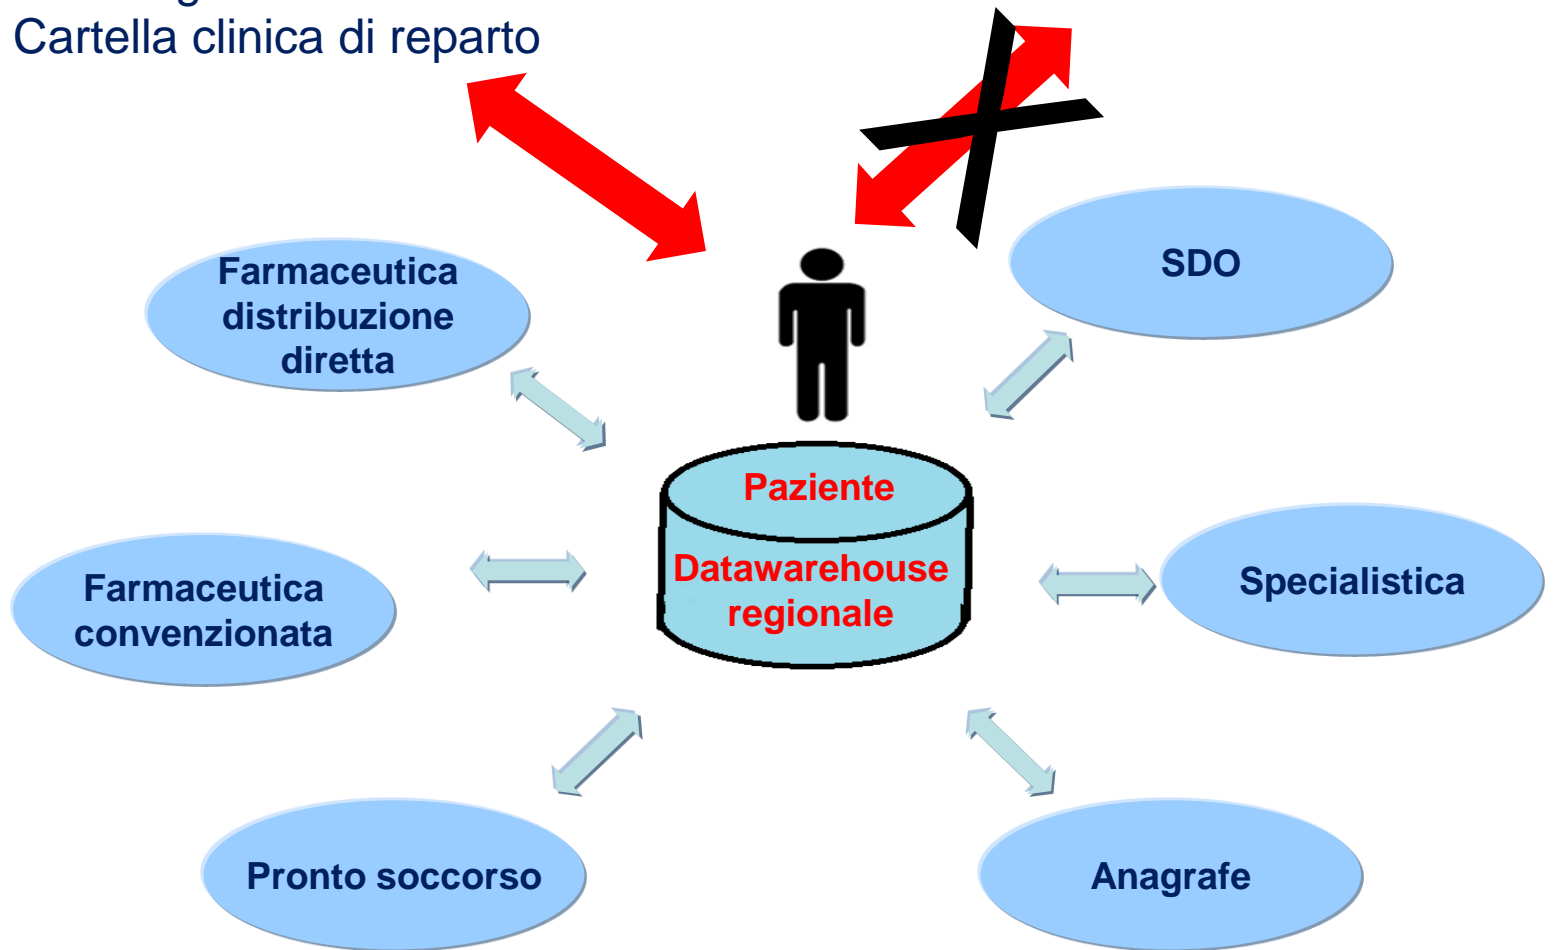 Cartella clinica di reparto
SDO
Farmaceutica
distribuzione
diretta
Paziente
Datawarehouse
regionale
Specialistica
Farmaceutica
convenzionata
Pronto soccorso
Anagrafe